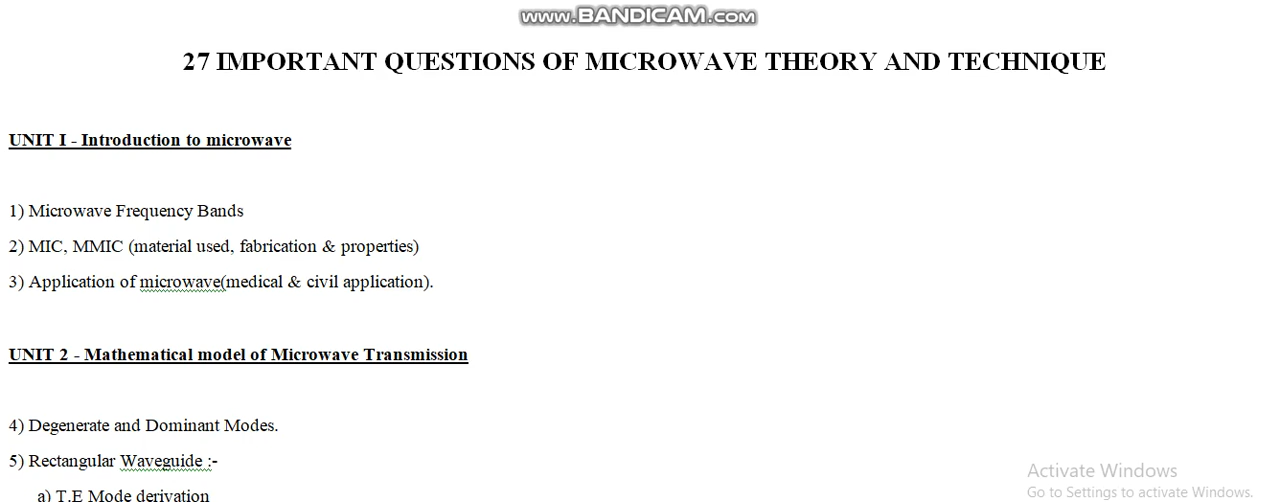 www.BANDICAM.com
27 IMPORTANT QUESTIONS OF MICROWAVE THEORY AND TECHNIQUE
UNIT I - Introduction to microwave
1) Microwave Frequency Bands
2) MIC, MMIC (material used, fabrication & properties)
3) Application of microwave(medical & civil application).
UNIT 2 - Mathematical model of Microwave Transmission
4) Degenerate and Dominant Modes.
5) Rectangular Waveguide :-
a) T.E Mode derivation
Activate Windows
Go to Settings to activate Windows.